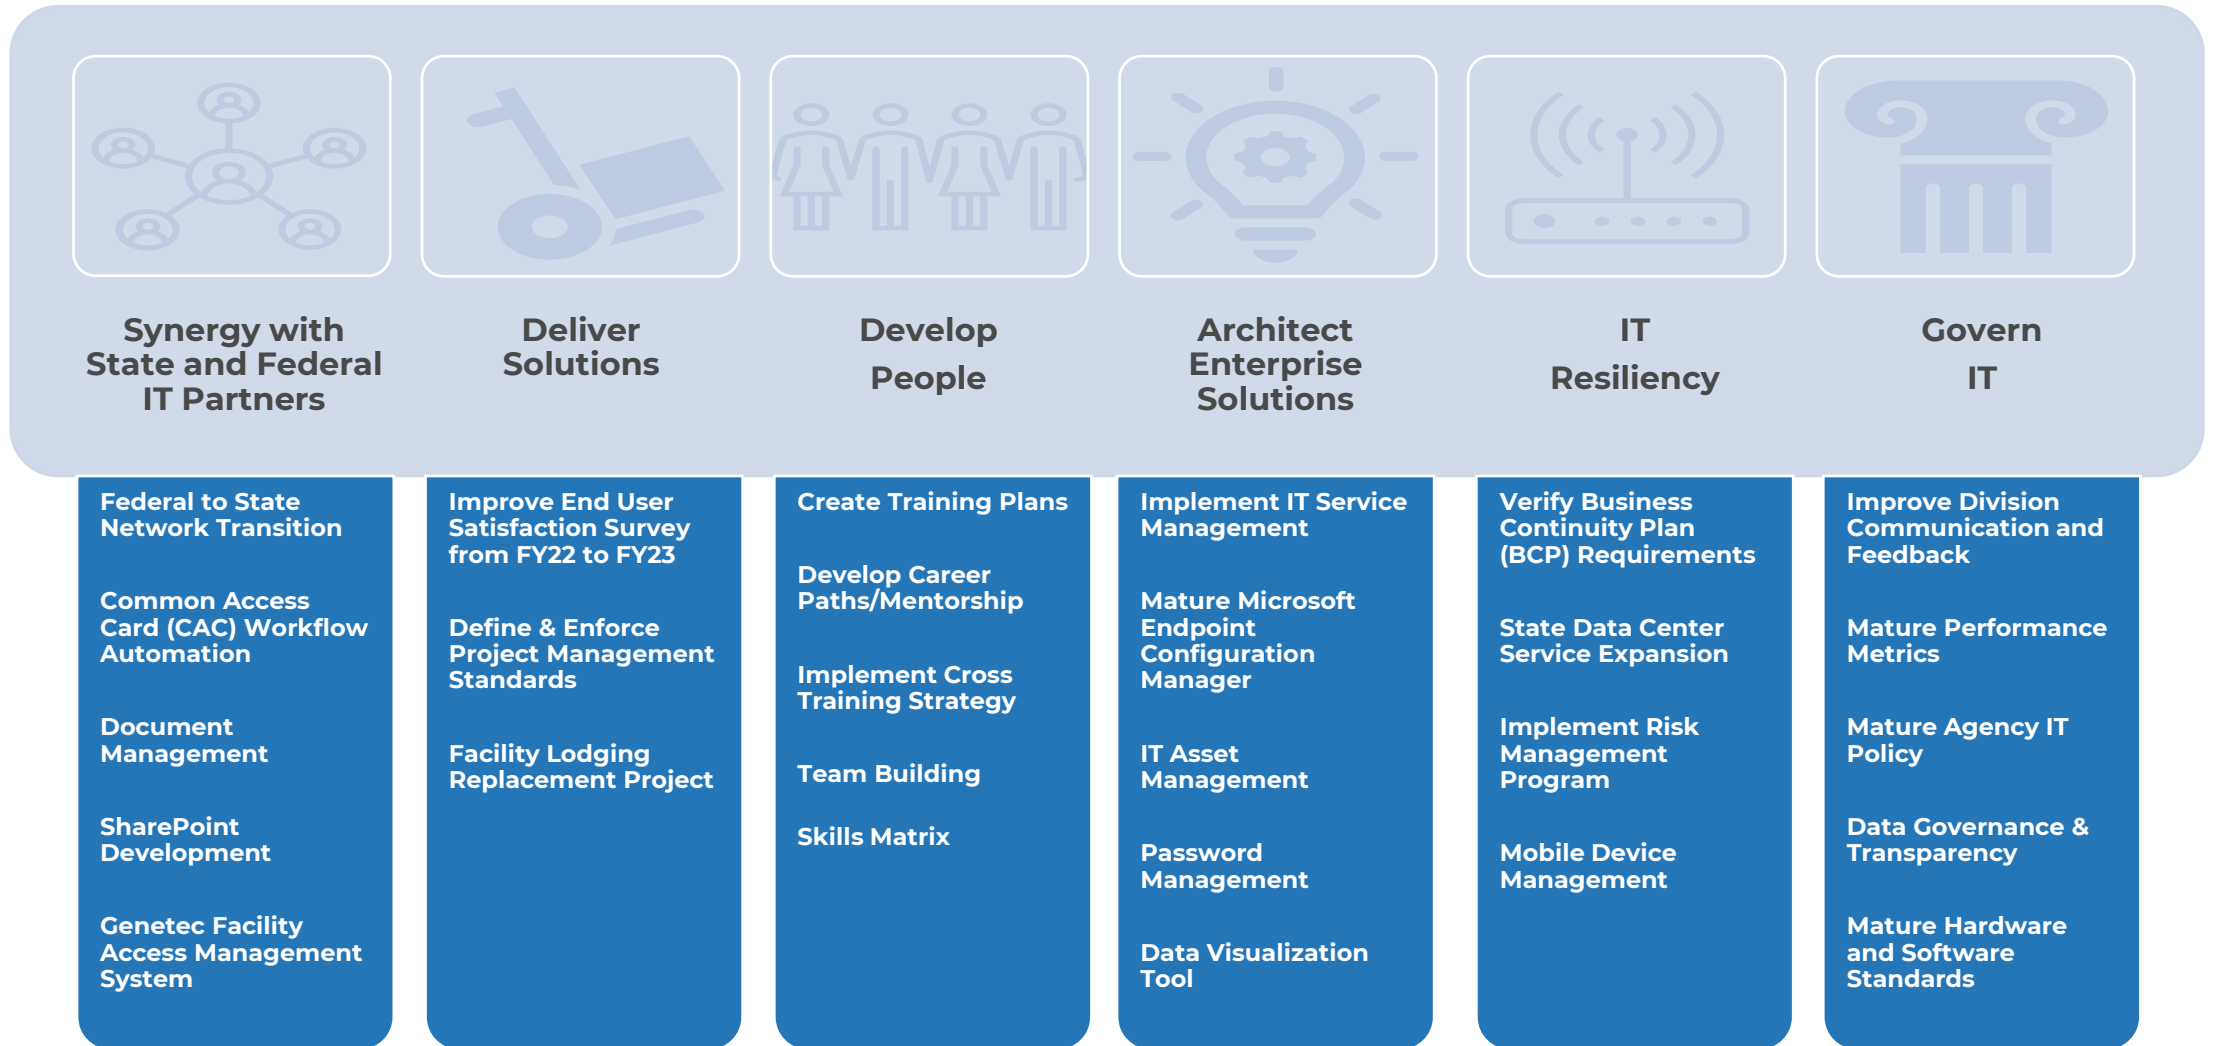 Synergy with
State and Federal
IT Partners
Deliver
Solutions
Develop
People
Architect
Enterprise
Solutions
IT
Resiliency
Govern
IT
Federal to State
Network Transition
Common Access
Card (CAC) Workflow
Automation
Document
Management
SharePoint
Development
Genetec Facility
Access Management
System
Improve End User
Satisfaction Survey
from FY22 to FY23
Define & Enforce
Project Management
Standards
Facility Lodging
Replacement Project
Create Training Plans
Develop Career
Paths/Mentorship
Implement Cross
Training Strategy
Team Building
Skills Matrix
Implement IT Service
Management
Mature Microsoft
Endpoint
Configuration
Manager
IT Asset
Management
Password
Management
Data Visualization
Tool
Verify Business
Continuity Plan
(BCP) Requirements
State Data Center
Service Expansion
Implement Risk
Management
Program
Mobile Device
Management
Improve Division
Communication and
Feedback
Mature Performance
Metrics
Mature Agency IT
Policy
Data Governance &
Transparency
Mature Hardware
and Software
Standards